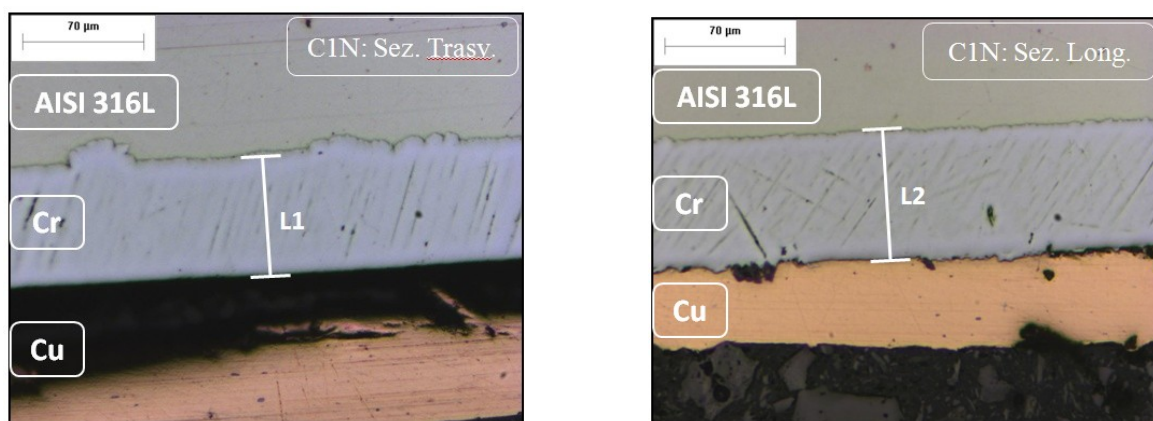 70 µm
C1N: Sez. Trasv.
AISI 316L
Cr
L1
Cu
70 µm
C1N: Sez. Long.
AISI 316L
Cr
L2
Cu